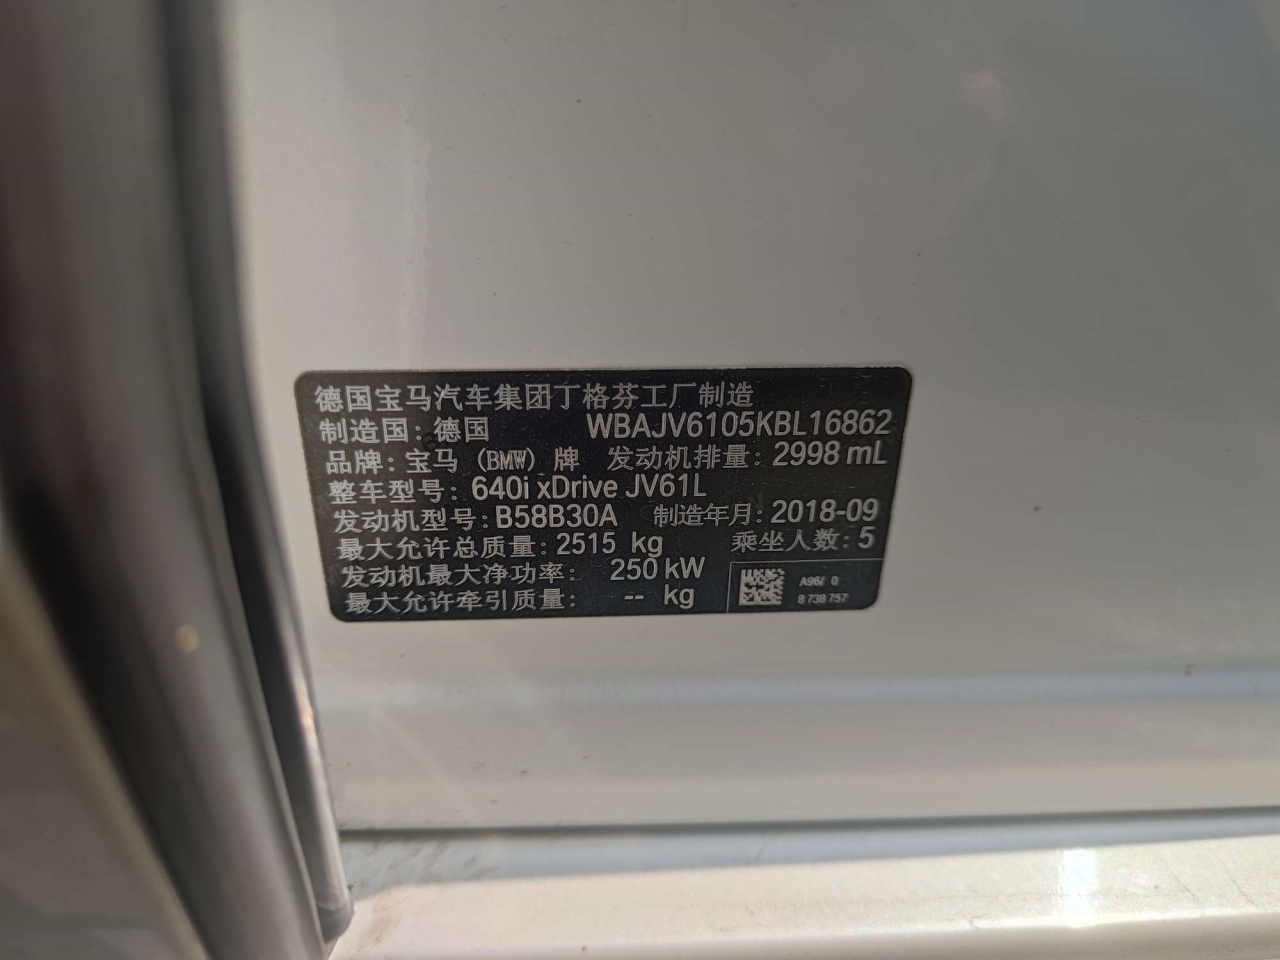 德国宝马汽车集团丁格芬工厂制造
制造国：德国 WBAJV6105KBL16862
品牌：宝马（BMW）牌 发动机排量：2998 mL
整车型号：640i xDrive JV61L
发动机型号：B58B30A 制造年月：2018-09
最大允许总质量：2515 kg 乘坐人数：5
发动机最大净功率： 250 kW
最大允许牵引质量： -- kg
8 738 757